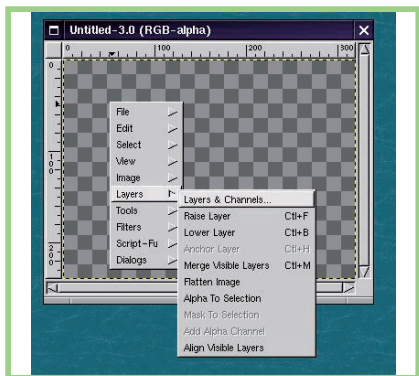 Untitled-3.0 (RGB-alpha)
0 100 200 300
0
100
200
File
Edit
Select
View
Image
Layers
Tools
Filters
Script-Fu
Dialogs
Layers & Channels...
Raise Layer Ctl+F
Lower Layer Ctl+B
Anchor Layer Ctl+H
Merge Visible Layers Ctl+M
Flatten Image
Alpha To Selection
Mask To Selection
Add Alpha Channel
Align Visible Layers